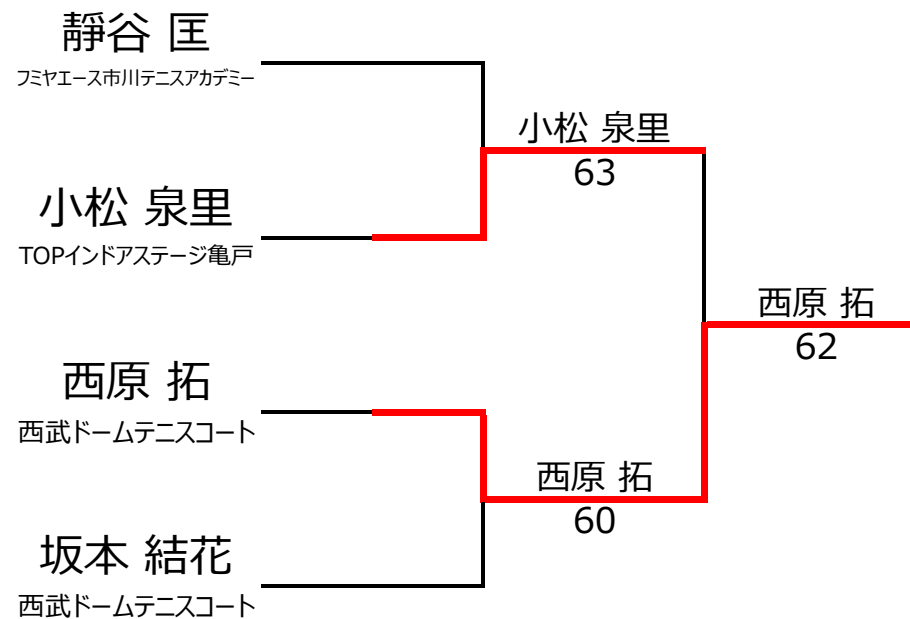 靜谷 匡
フミヤエース市川テニスアカデミー
小松 泉里
63
小松 泉里
TOPインドアステージ亀戸
西原 拓
62
西原 拓
西武ドームテニスコート
西原 拓
60
坂本 結花
西武ドームテニスコート